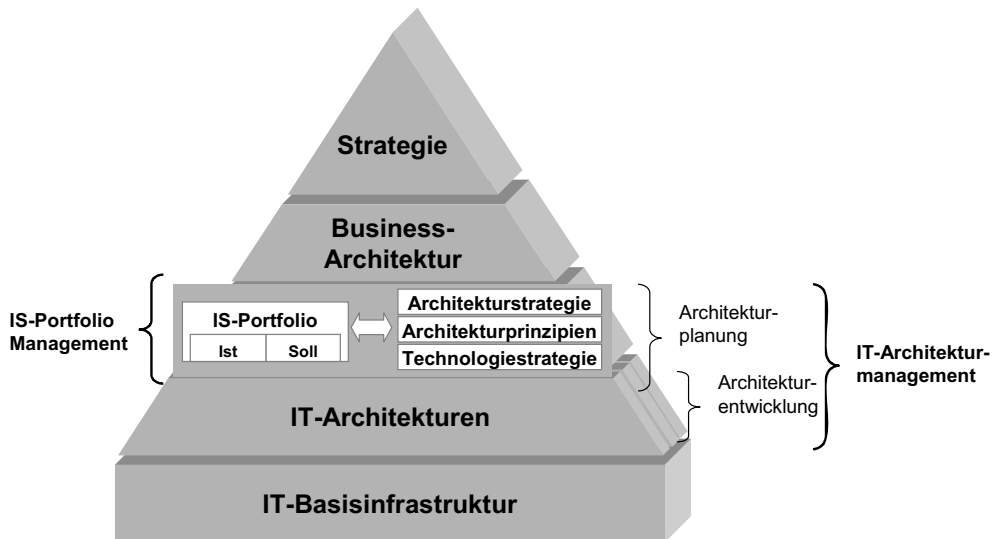 Strategie
Business-
Architektur
IS-Portfolio
Management
IS-Portfolio
Ist
Soll
Architekturstrategie
Architekturprinzipien
Technologiestrategie
Architektur-
planung
Architektur-
entwicklung
IT-Architektur-
management
IT-Architekturen
IT-Basisinfrastruktur